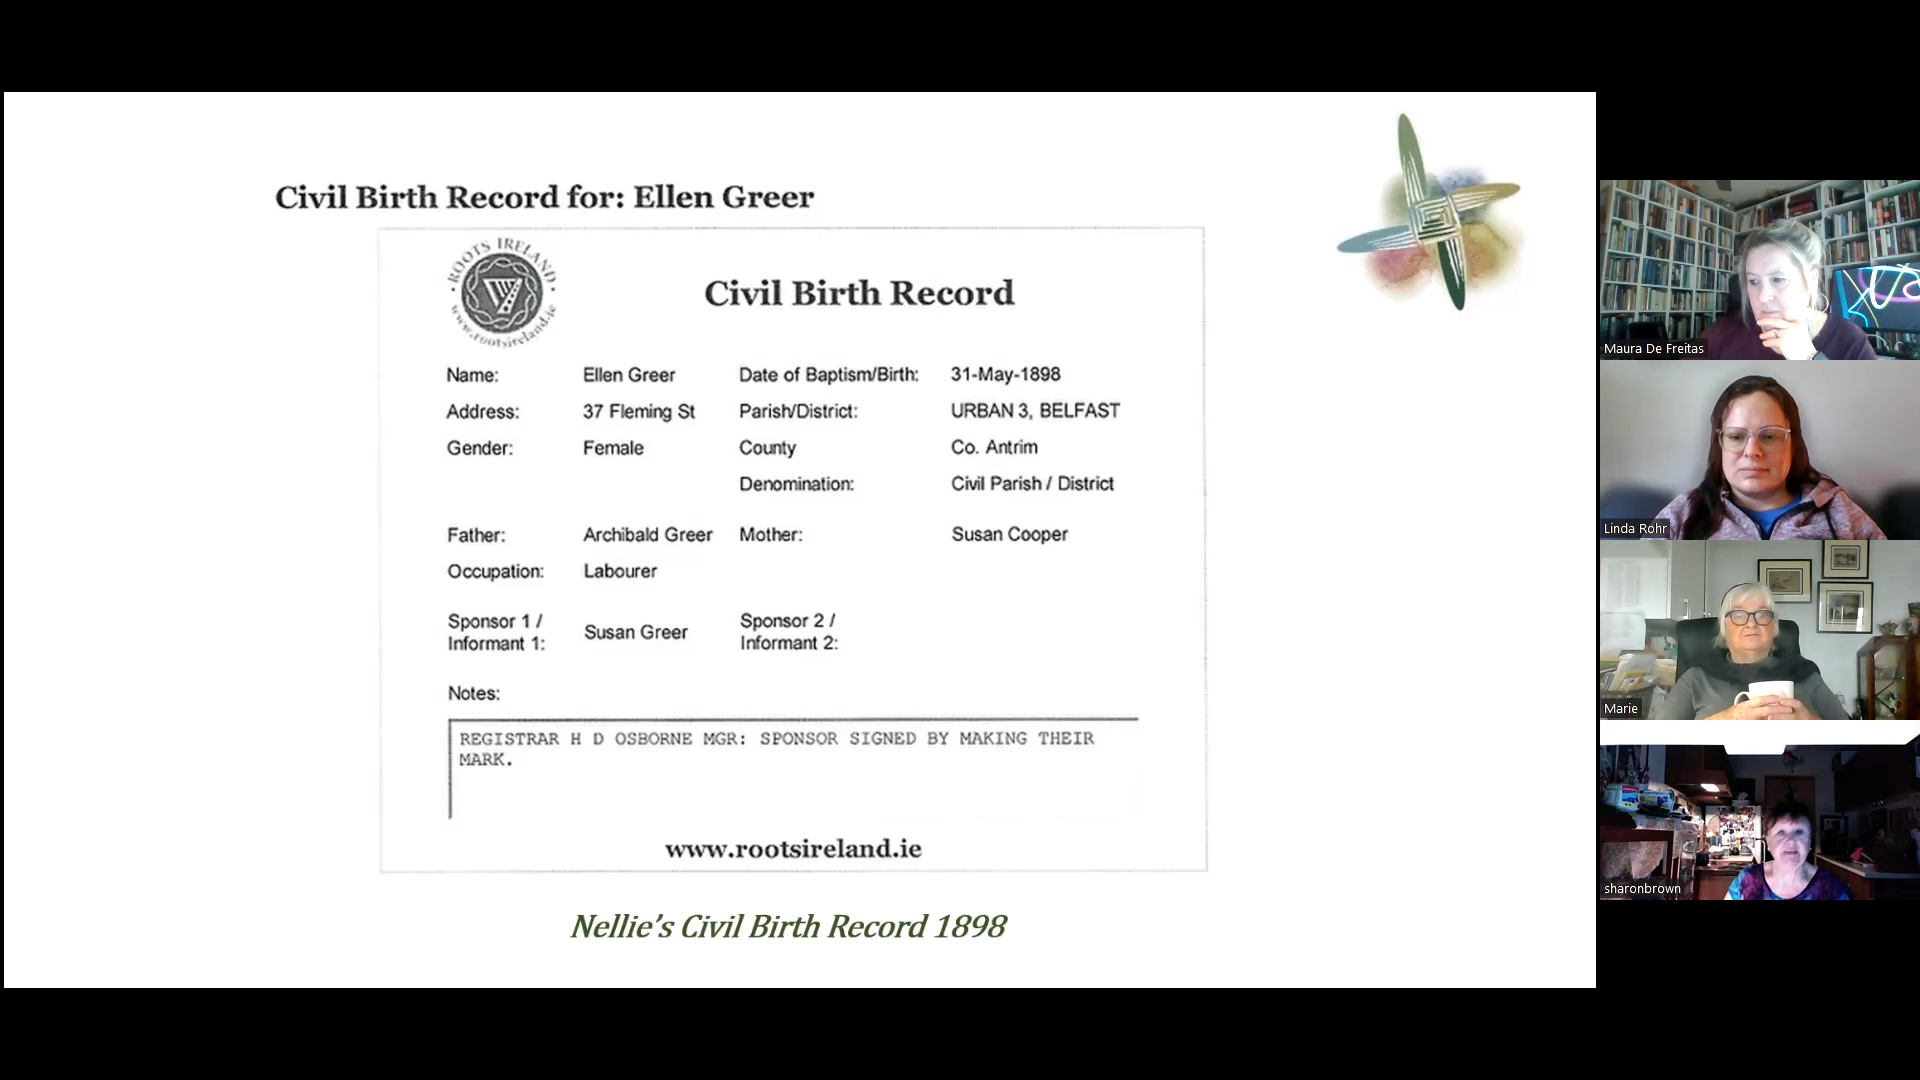 Civil Birth Record for: Ellen Greer
ROOTS IRELAND
www.rootsireland.ie
Civil Birth Record
Name: Ellen Greer Date of Baptism/Birth: 31-May-1898
Address: 37 Fleming St Parish/District: URBAN 3, BELFAST
Gender: Female County Co. Antrim
Denomination: Civil Parish / District
Father: Archibald Greer Mother: Susan Cooper
Occupation: Labourer
Sponsor 1 / Informant 1: Susan Greer Sponsor 2 / Informant 2:
Notes:
REGISTRAR H D OSBORNE MGR: SPONSOR SIGNED BY MAKING THEIR
MARK.
www.rootsireland.ie
Nellie's Civil Birth Record 1898
Maura De Freitas
Linda Rohr
Marie
sharonbrown